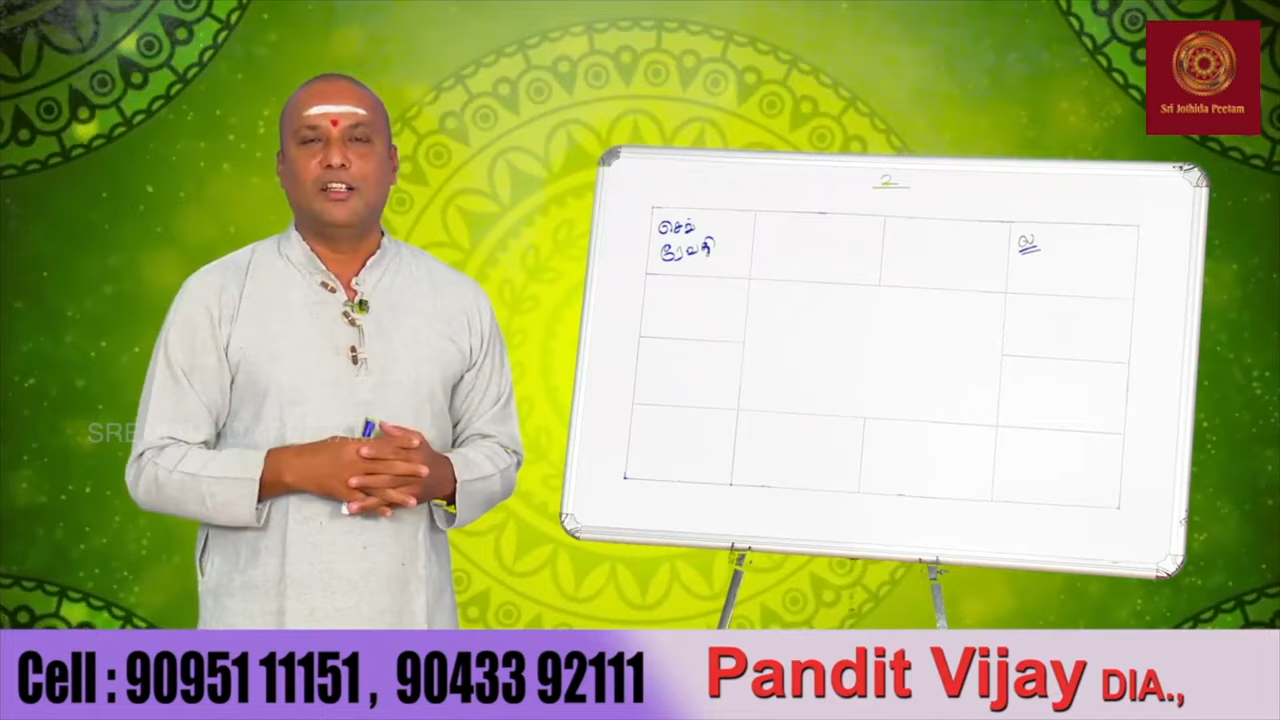 Sri Jothida Peetam
2
செவ்
ரேவதி
ல
Cell : 90951 11151, 90433 92111
Pandit Vijay DIA.,